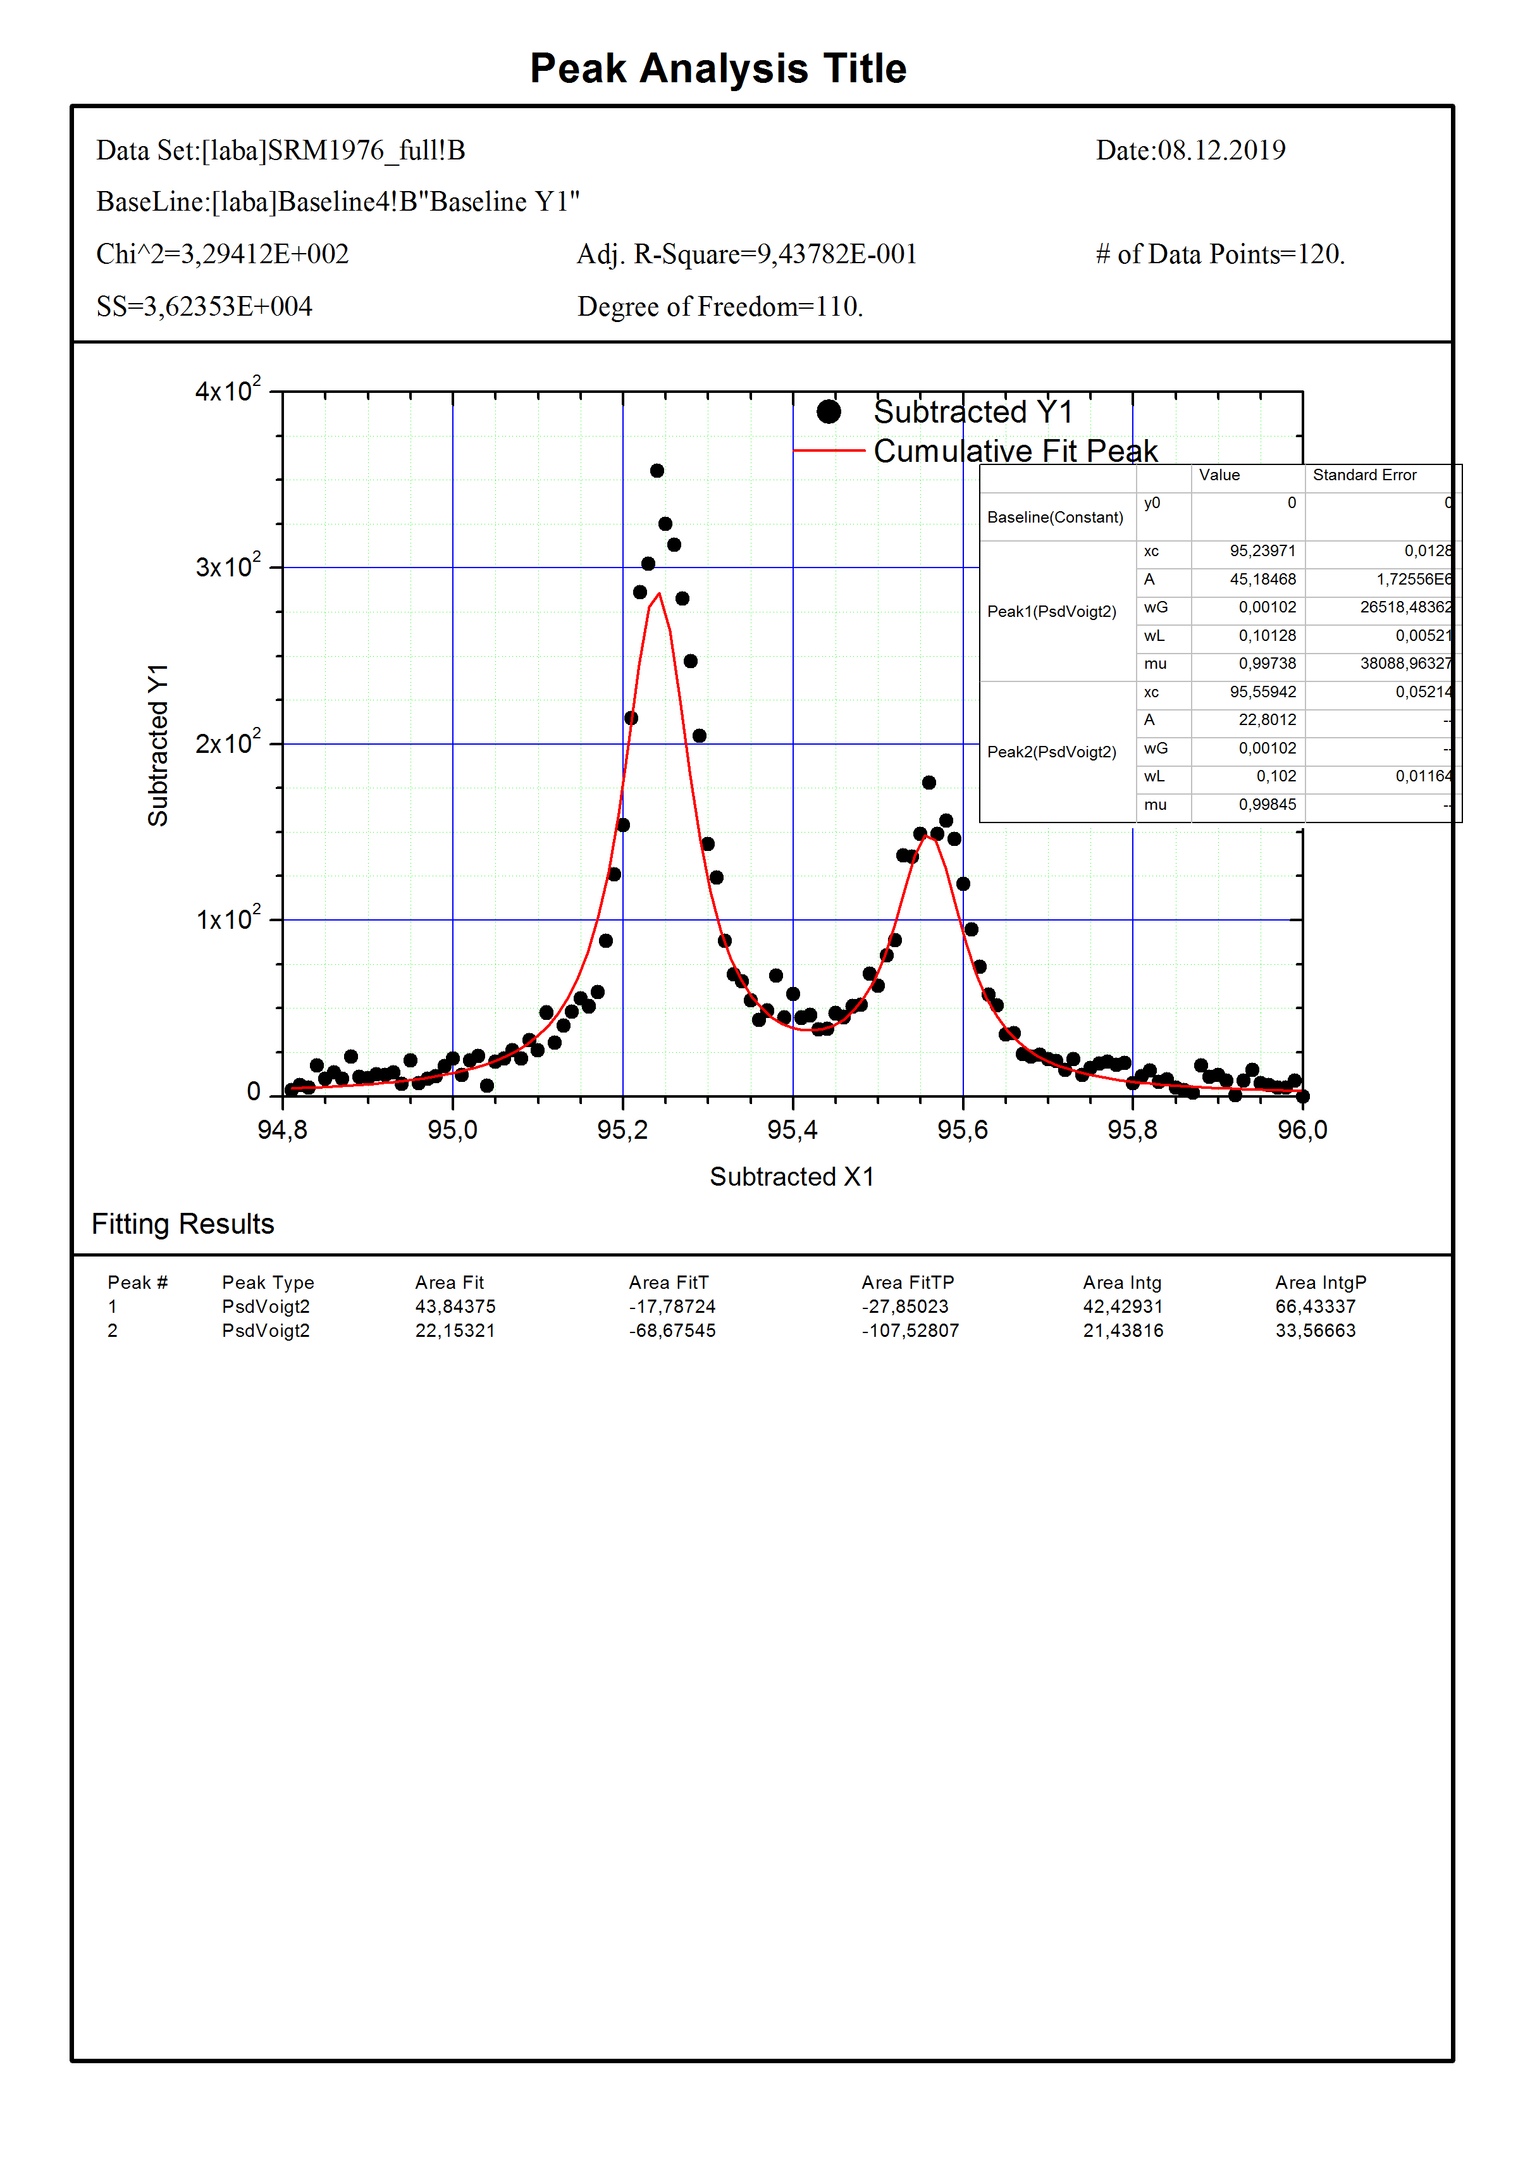 Peak Analysis Title
Data Set:[laba]SRM1976_full!B Date:08.12.2019
BaseLine:[laba]Baseline4!B"Baseline Y1"
Chi^2=3,29412E+002 Adj. R-Square=9,43782E-001 # of Data Points=120.
SS=3,62353E+004 Degree of Freedom=110.
Subtracted Y1
Cumulative Fit Peak
Value Standard Error
Baseline(Constant) y0 0 0
Peak1(PsdVoigt2)
xc 95,23971 0,0128
A 45,18468 1,72556E6
wG 0,00102 26518,48362
wL 0,10128 0,00521
mu 0,99738 38088,96327
Peak2(PsdVoigt2)
xc 95,55942 0,05214
A 22,8012 --
wG 0,00102 --
wL 0,102 0,01164
mu 0,99845 --
4x10²
3x10²
2x10²
1x10²
0
Subtracted Y1
94,8 95,0 95,2 95,4 95,6 95,8 96,0
Subtracted X1
Fitting Results
Peak # Peak Type Area Fit Area FitT Area FitTP Area Intg Area IntgP
1 PsdVoigt2 43,84375 -17,78724 -27,85023 42,42931 66,43337
2 PsdVoigt2 22,15321 -68,67545 -107,52807 21,43816 33,56663